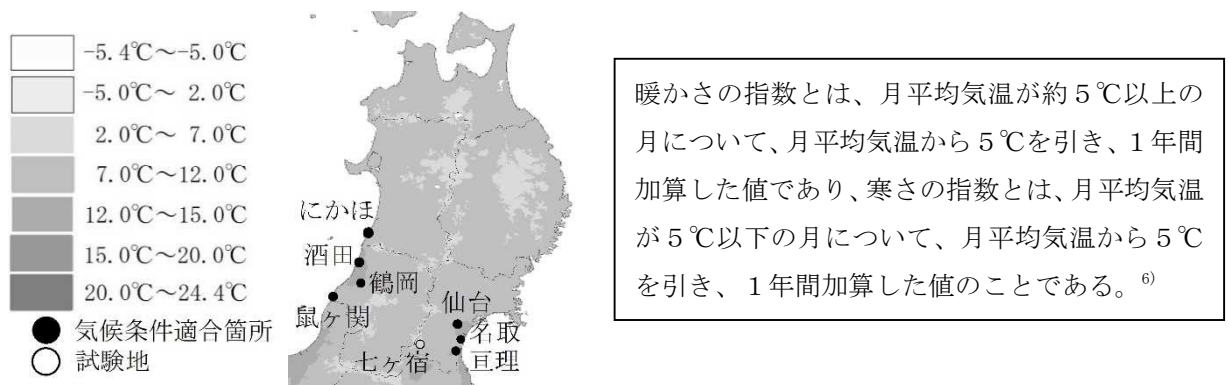 -5.4℃～-5.0℃
-5.0℃～ 2.0℃
2.0℃～ 7.0℃
7.0℃～12.0℃
12.0℃～15.0℃
15.0℃～20.0℃
20.0℃～24.4℃
気候条件適合箇所
試験地
にかほ
酒田
鶴岡
鼠ヶ関
仙台
名取
亘理
七ヶ宿
暖かさの指数とは、月平均気温が約５℃以上の
月について、月平均気温から５℃を引き、１年間
加算した値であり、寒さの指数とは、月平均気温
が５℃以下の月について、月平均気温から５℃
を引き、１年間加算した値のことである。6)